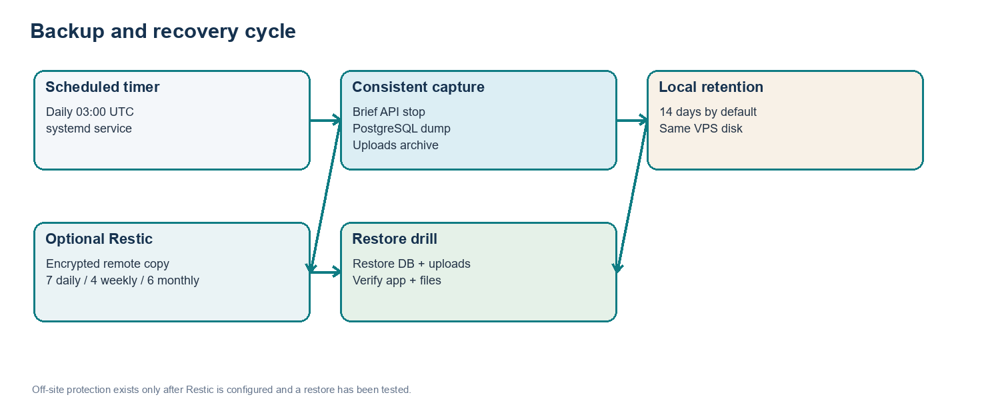 Backup and recovery cycle
Scheduled timer
Daily 03:00 UTC
systemd service
Consistent capture
Brief API stop
PostgreSQL dump
Uploads archive
Local retention
14 days by default
Same VPS disk
Optional Restic
Encrypted remote copy
7 daily / 4 weekly / 6 monthly
Restore drill
Restore DB + uploads
Verify app + files
Off-site protection exists only after Restic is configured and a restore has been tested.